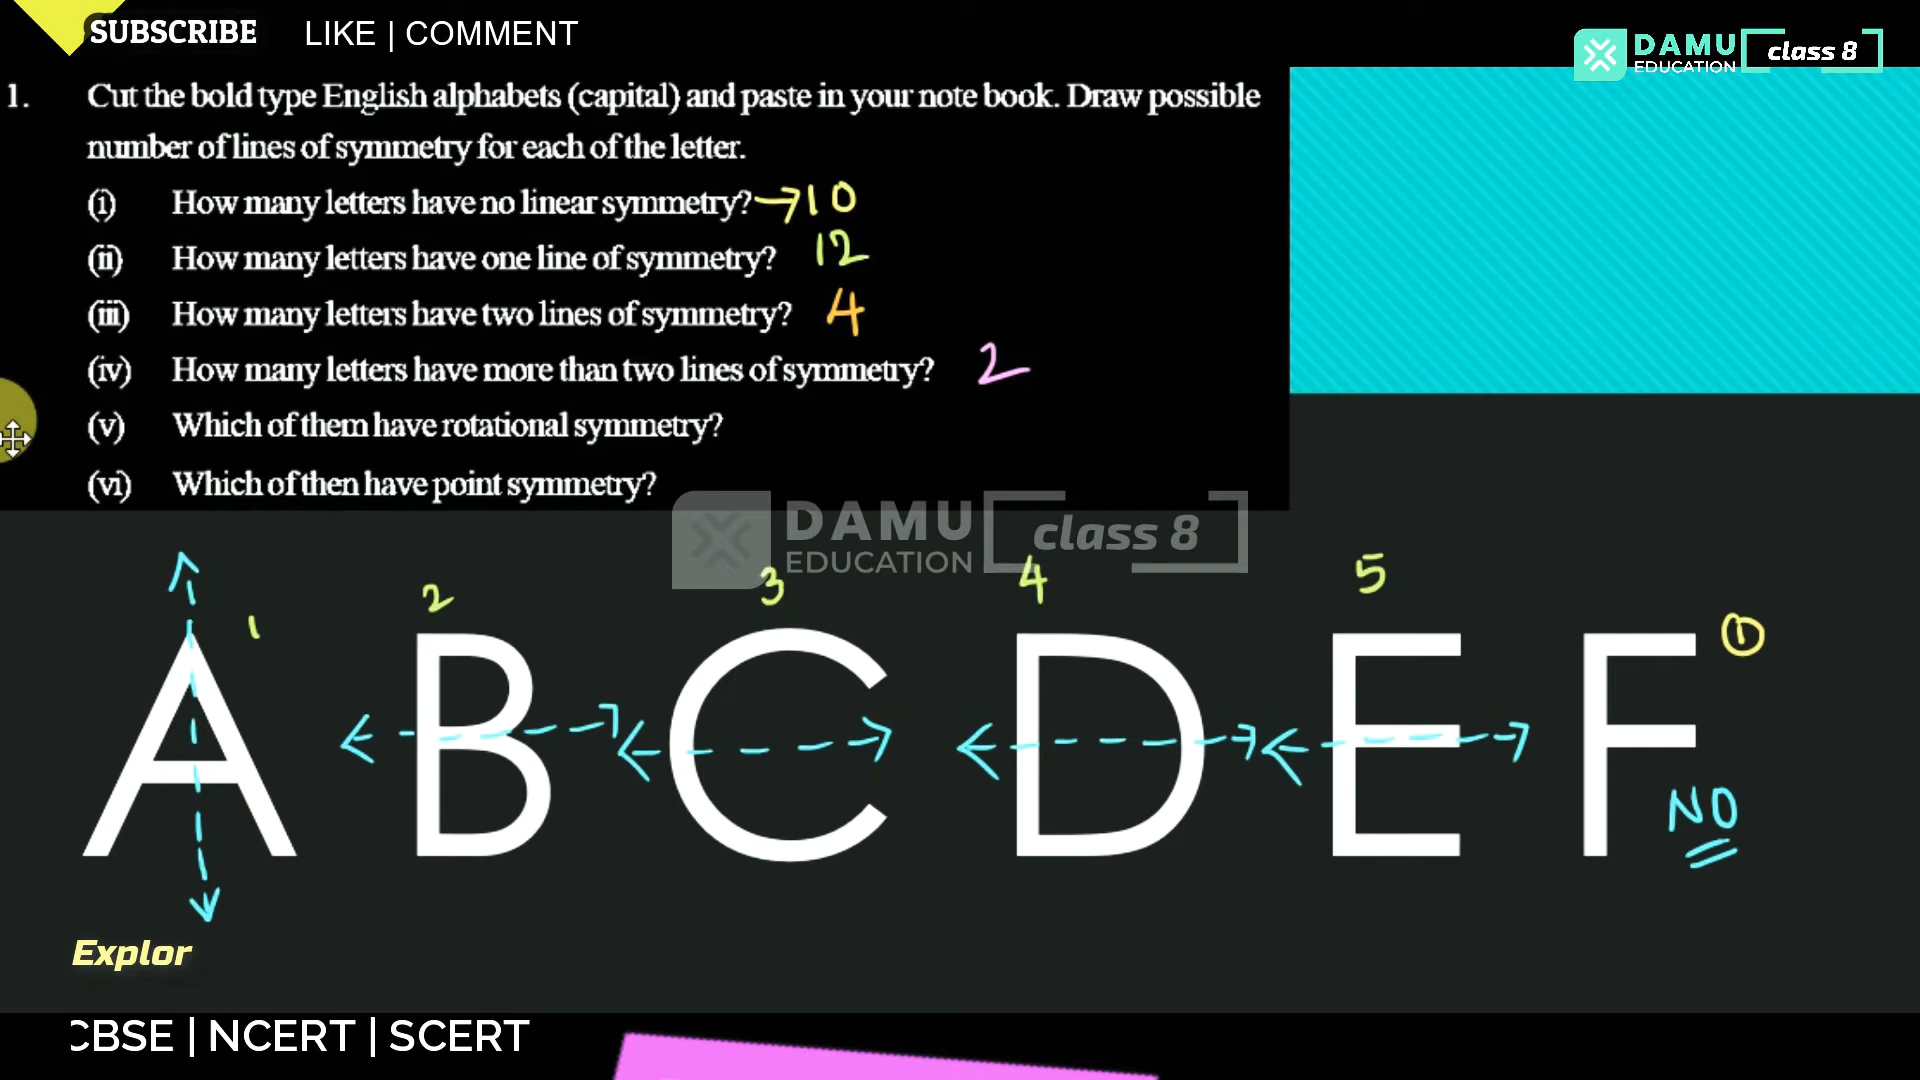 SUBSCRIBE LIKE | COMMENT
DAMU EDUCATION class 8
1. Cut the bold type English alphabets (capital) and paste in your note book. Draw possible
number of lines of symmetry for each of the letter.
(i) How many letters have no linear symmetry? → 10
(ii) How many letters have one line of symmetry? 12
(iii) How many letters have two lines of symmetry? 4
(iv) How many letters have more than two lines of symmetry? 2
(v) Which of them have rotational symmetry?
(vi) Which of then have point symmetry?
DAMU EDUCATION class 8
1 2 3 4 5 1
A B C D E F
NO
Explor
CBSE | NCERT | SCERT